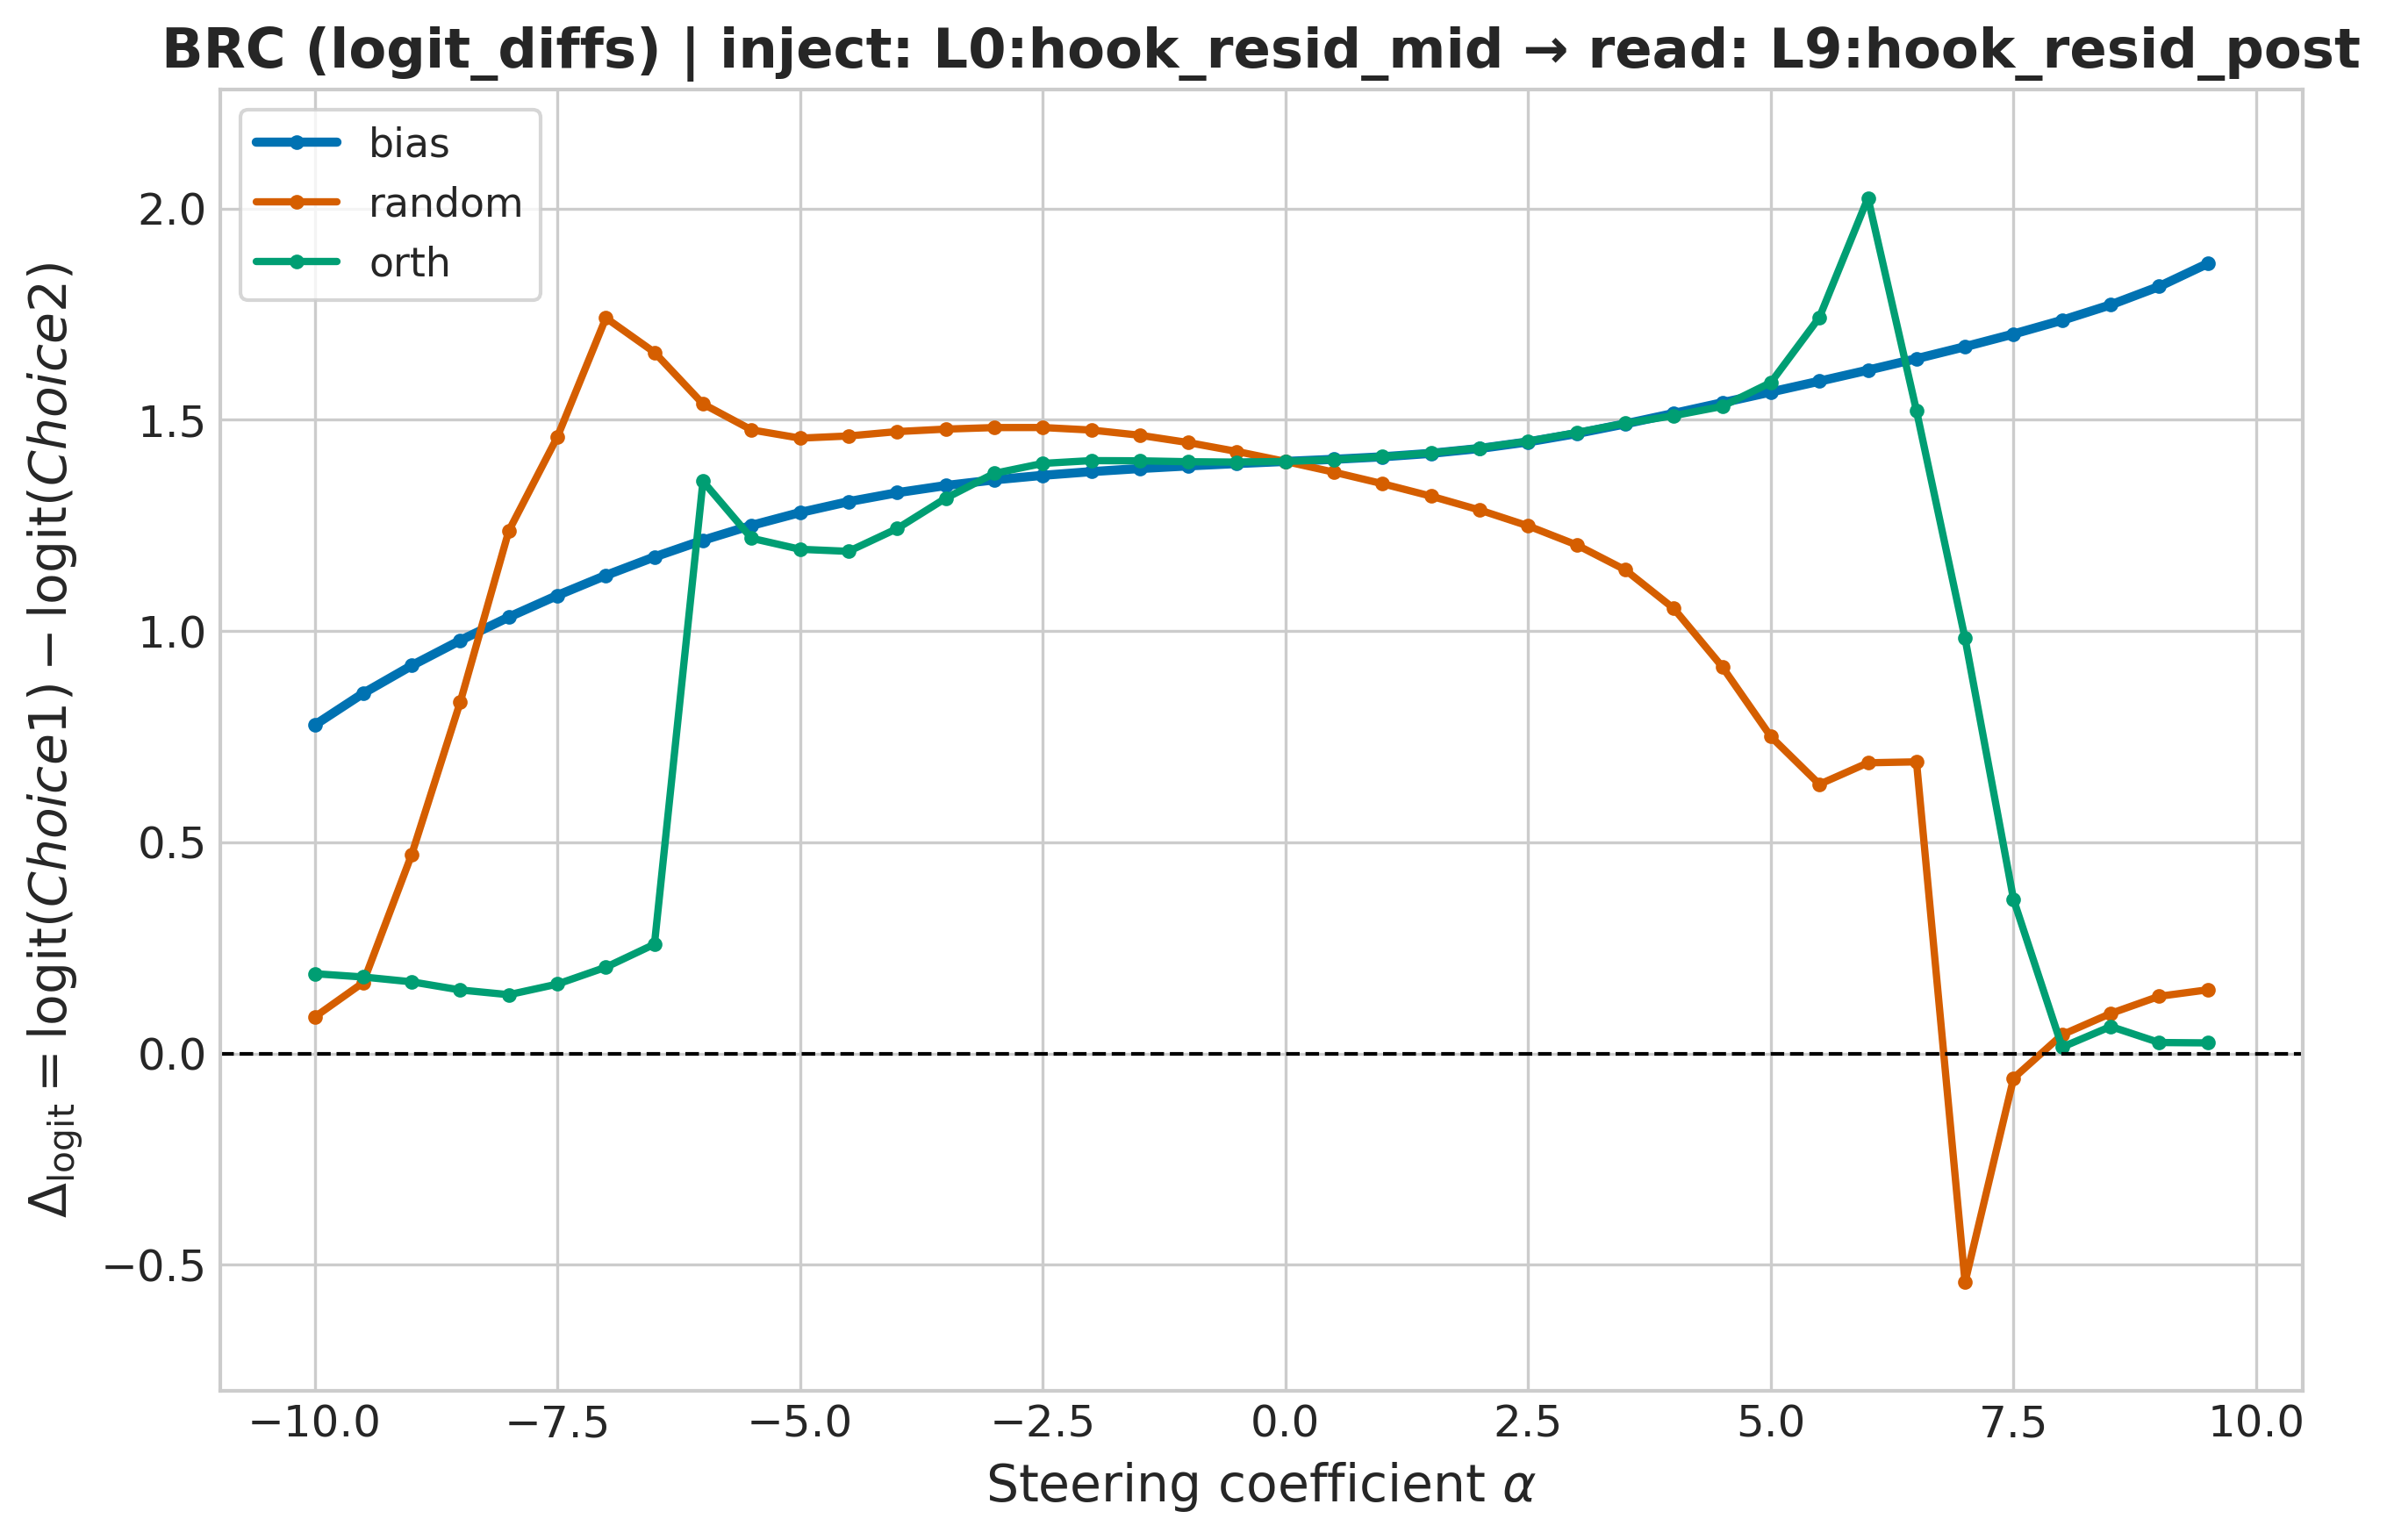 BRC (logit_diffs) | inject: L0:hook_resid_mid → read: L9:hook_resid_post
bias
random
orth
Δlogit = logit(Choice1) − logit(Choice2)
2.0
1.5
1.0
0.5
0.0
−0.5
−10.0 −7.5 −5.0 −2.5 0.0 2.5 5.0 7.5 10.0
Steering coefficient α